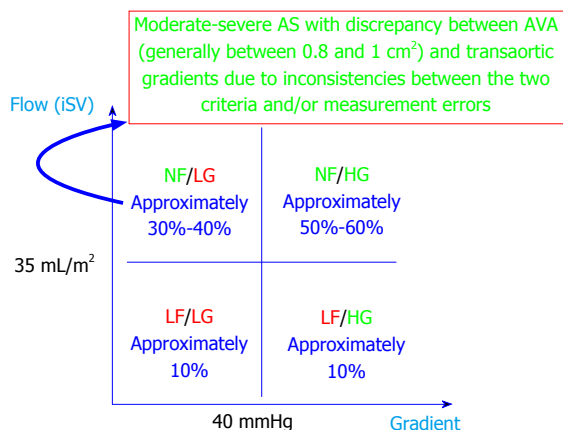 Moderate-severe AS with discrepancy between AVA
(generally between 0.8 and 1 cm²) and transaortic
gradients due to inconsistencies between the two
criteria and/or measurement errors
Flow (iSV)
NF/LG
Approximately
30%-40%
NF/HG
Approximately
50%-60%
35 mL/m²
LF/LG
Approximately
10%
LF/HG
Approximately
10%
40 mmHg
Gradient